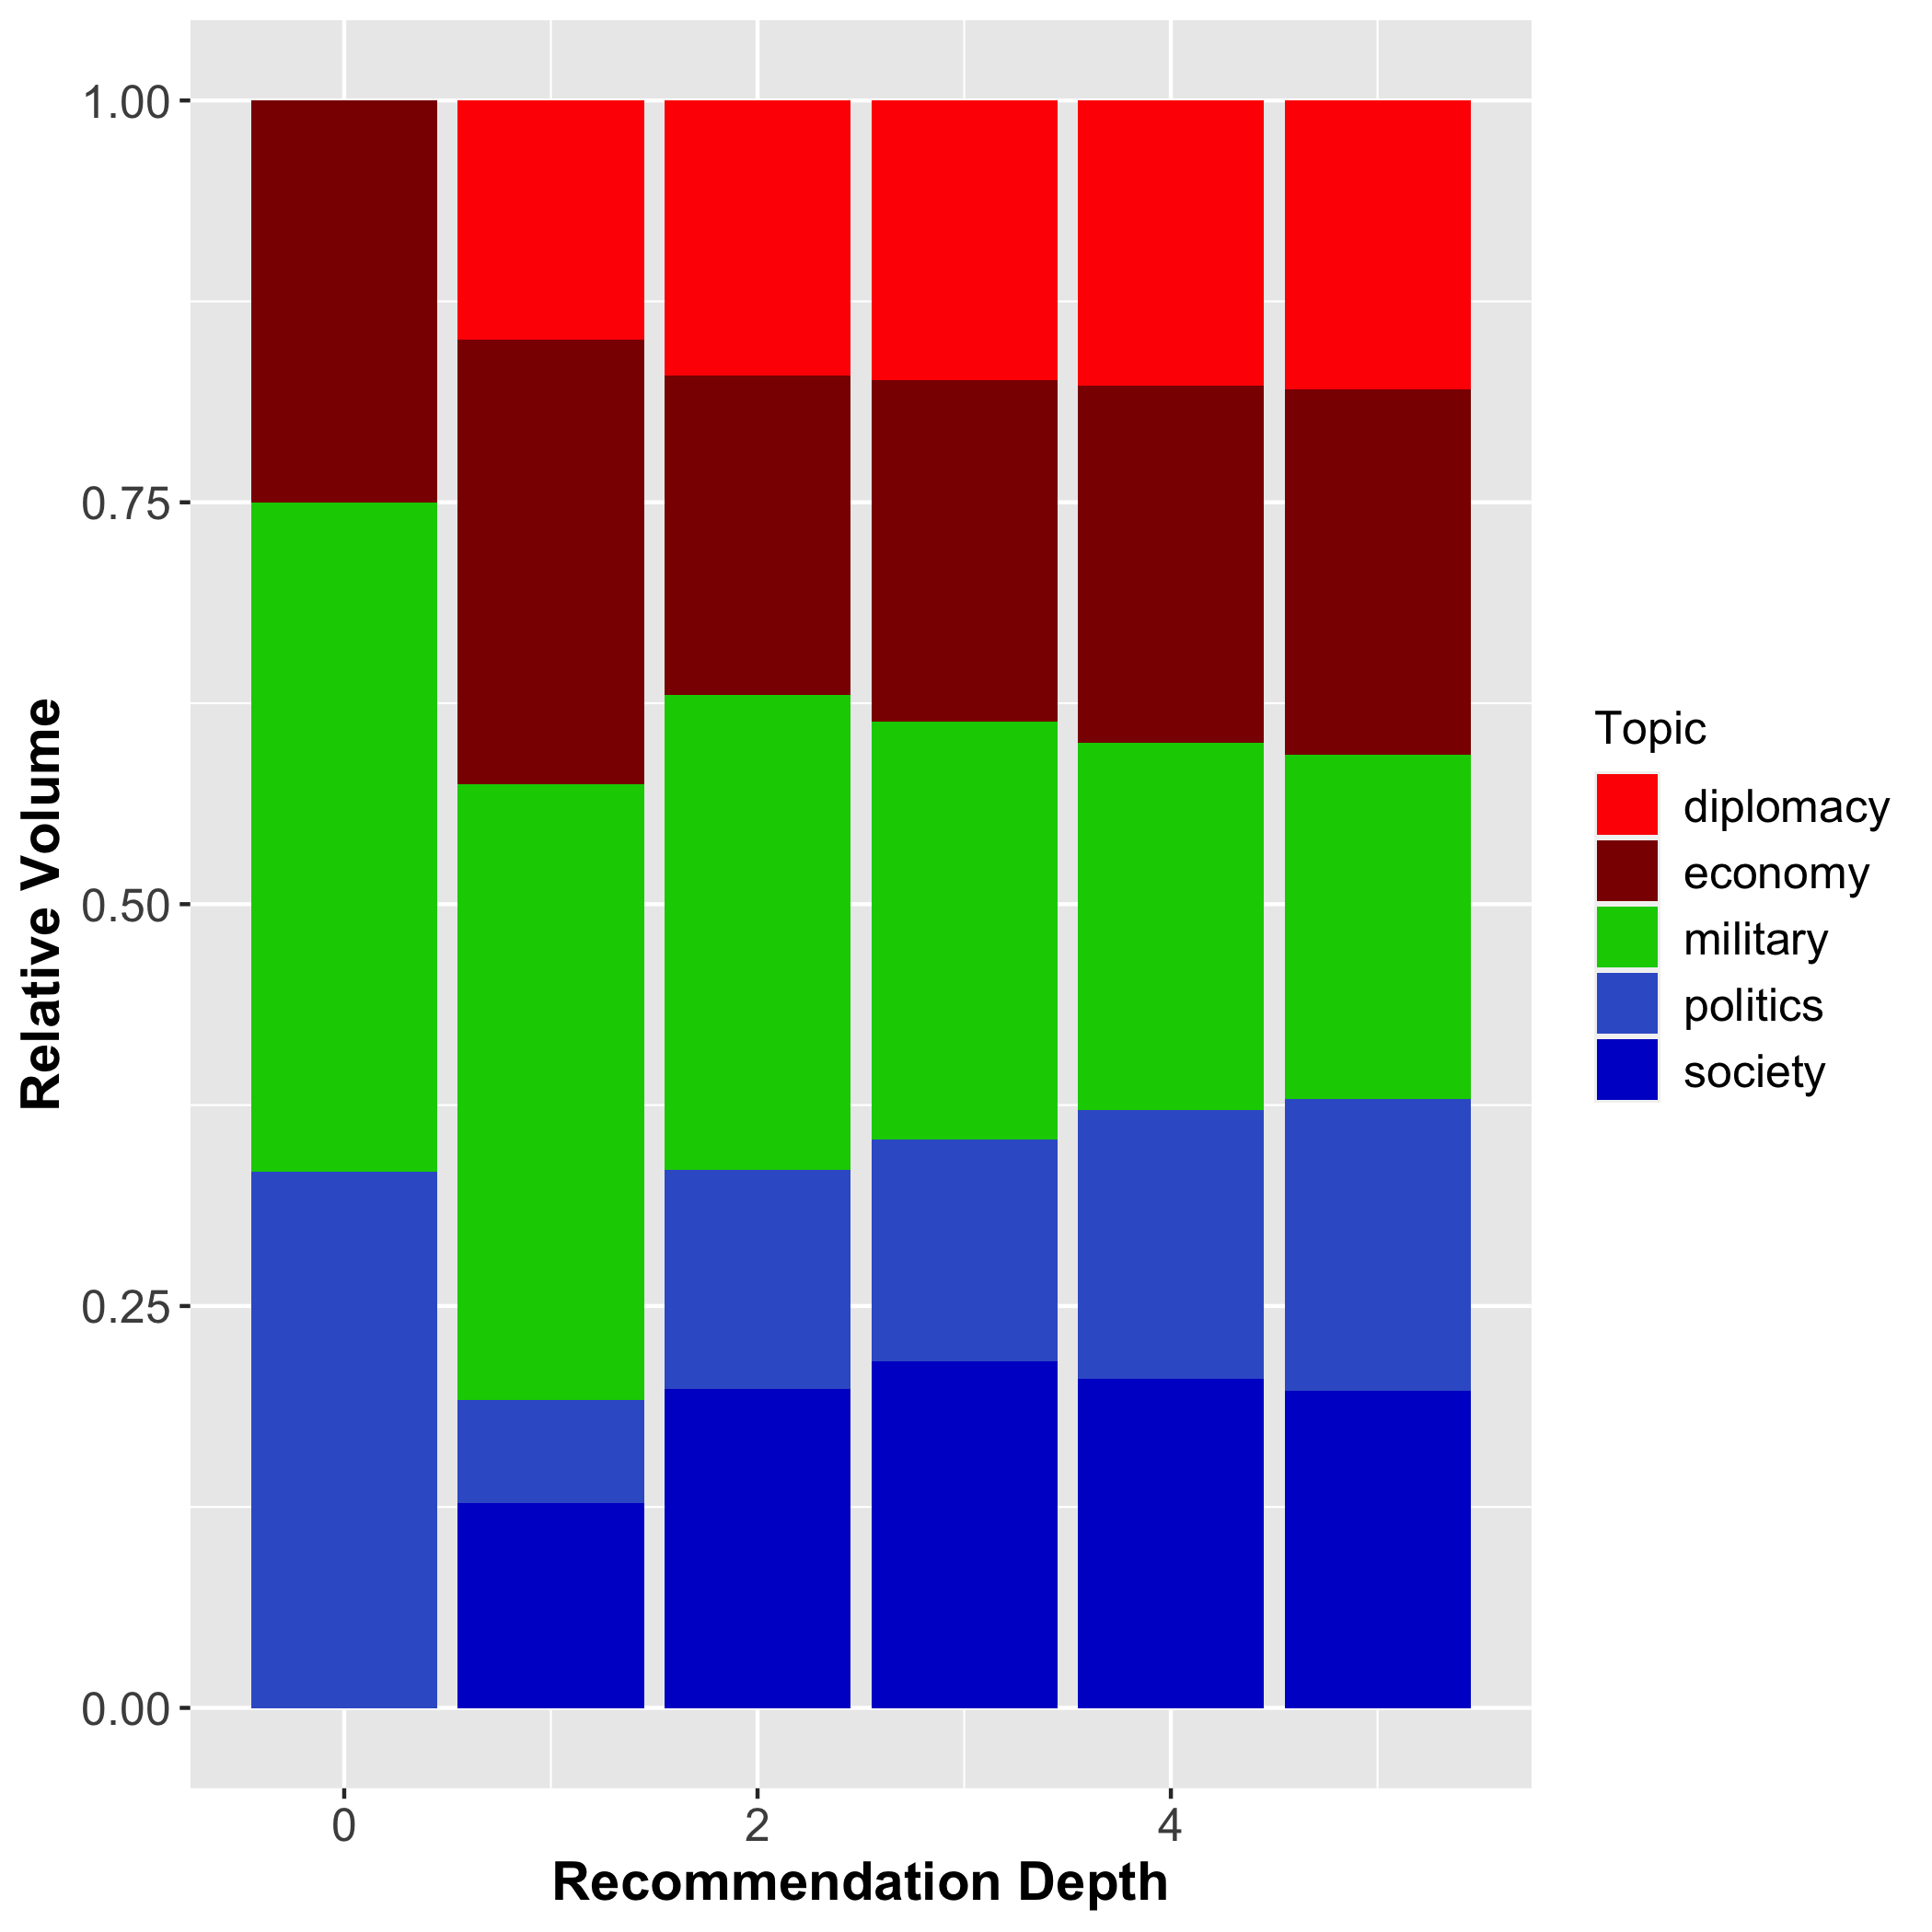 1.00
0.75
0.50
0.25
0.00
Relative Volume
0
2
4
Recommendation Depth
Topic
diplomacy
economy
military
politics
society